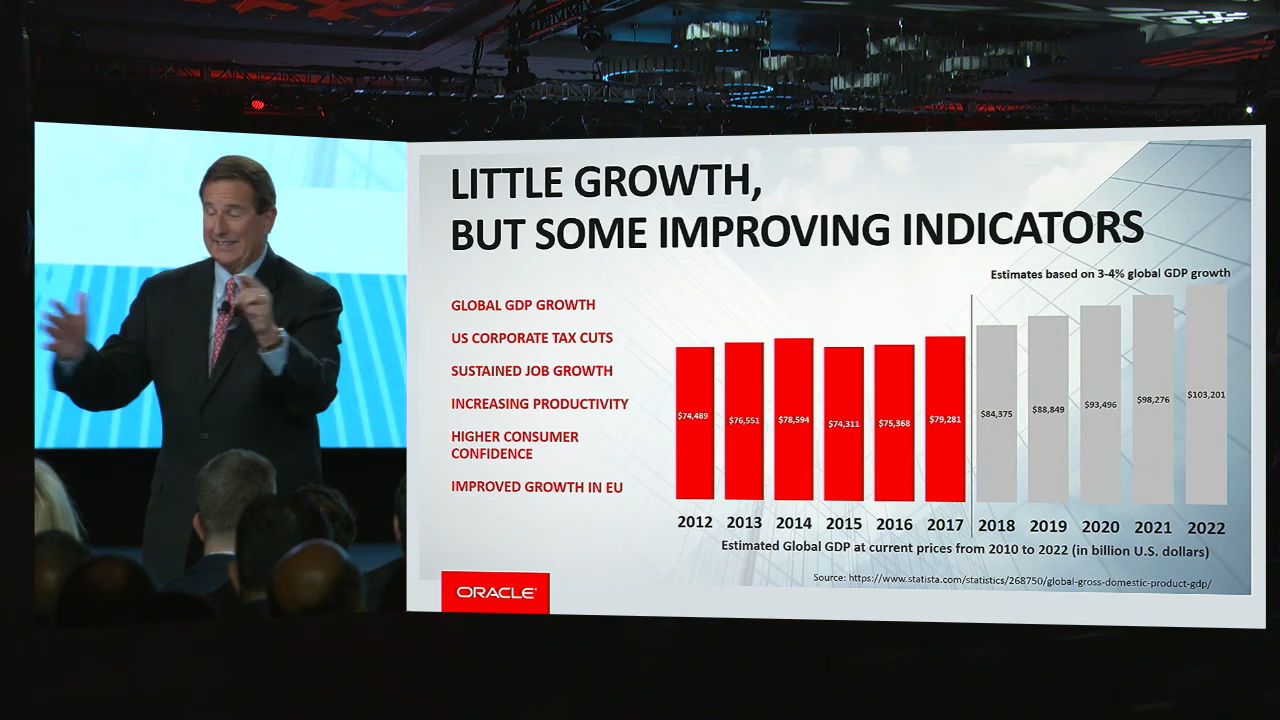 LITTLE GROWTH,
BUT SOME IMPROVING INDICATORS
Estimates based on 3-4% global GDP growth
GLOBAL GDP GROWTH
US CORPORATE TAX CUTS
SUSTAINED JOB GROWTH
INCREASING PRODUCTIVITY
HIGHER CONSUMER
CONFIDENCE
IMPROVED GROWTH IN EU
$74,489 $76,551 $78,594 $74,311 $75,368 $79,281 $84,375 $88,849 $93,496 $98,276 $103,201
2012 2013 2014 2015 2016 2017 2018 2019 2020 2021 2022
Estimated Global GDP at current prices from 2010 to 2022 (in billion U.S. dollars)
Source: https://www.statista.com/statistics/268750/global-gross-domestic-product-gdp/
ORACLE